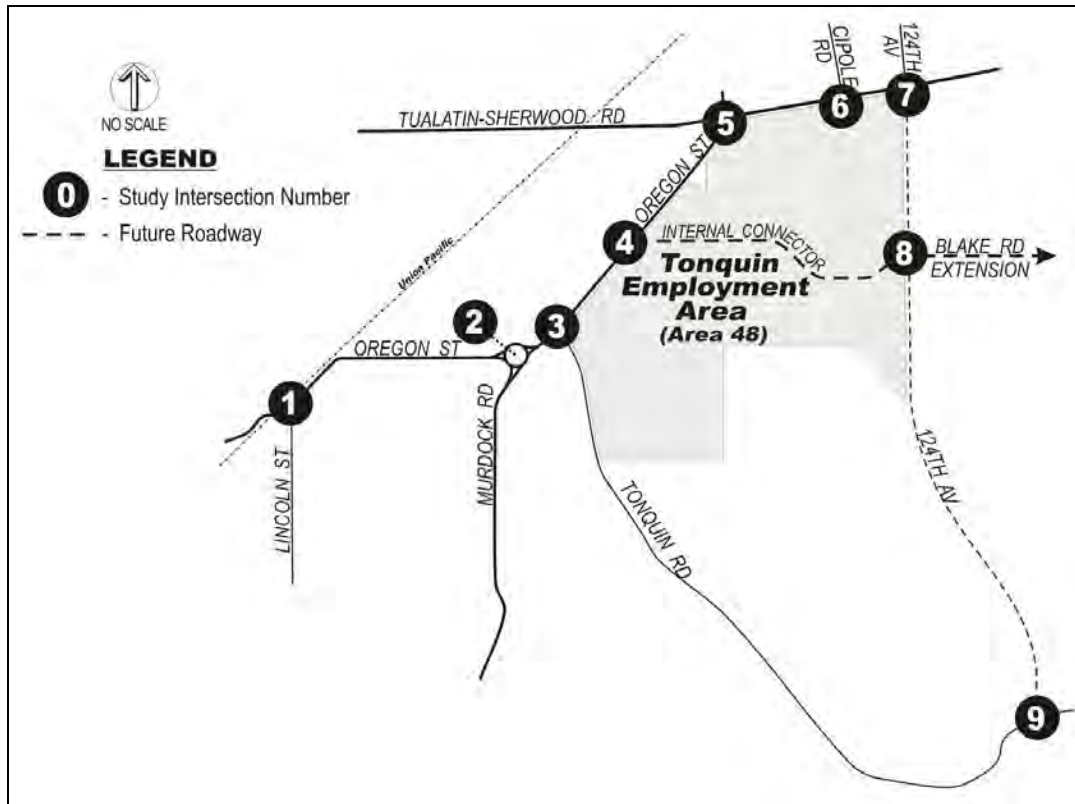 NO SCALE
LEGEND
0 - Study Intersection Number
- Future Roadway
TUALATIN-SHERWOOD RD
CIPOLE
RD
124TH
AV
5
6
7
OREGON ST
Union Pacific
4
INTERNAL CONNECTOR
8
BLAKE RD
EXTENSION
Tonquin
Employment
Area
(Area 48)
2
3
OREGON ST
1
LINCOLN ST
MURDOCK RD
TONQUIN RD
124TH AV
9